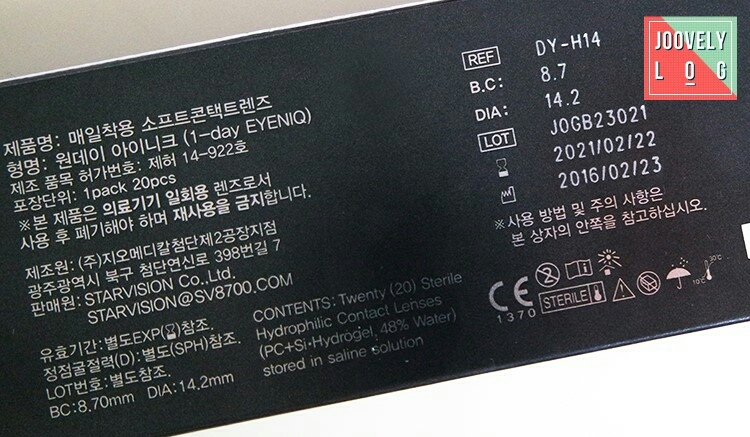 JOOVELY
LOG
REF DY-H14
B.C: 8.7
DIA: 14.2
LOT JOGB23021
2021/02/22
2016/02/23
※사용 방법 및 주의 사항은
본 상자의 안쪽을 참고하십시오.
제품명: 매일착용 소프트콘택트렌즈
형명: 원데이 아이니크 (1-day EYENIQ)
제조 품목 허가번호: 제허 14-922호
포장단위: 1pack 20pcs
※본 제품은 의료기기 일회용 렌즈로서
사용 후 폐기해야 하며 재사용을 금지합니다.
제조원: (주)지오메디칼첨단제2공장지점
광주광역시 북구 첨단연신로 398번길 7
판매원: STARVISION Co.,Ltd.
STARVISION@SV8700.COM
유효기간: 별도EXP( )참조.
정점굴절력(D): 별도(SPH)참조.
LOT번호: 별도참조.
BC: 8.70mm DIA: 14.2mm
CONTENTS: Twenty (20) Sterile
Hydrophilic Contact Lenses
(PC+Si·Hydrogel, 48% Water)
stored in saline solution
CE
1370
2
STERILE
10℃
30℃